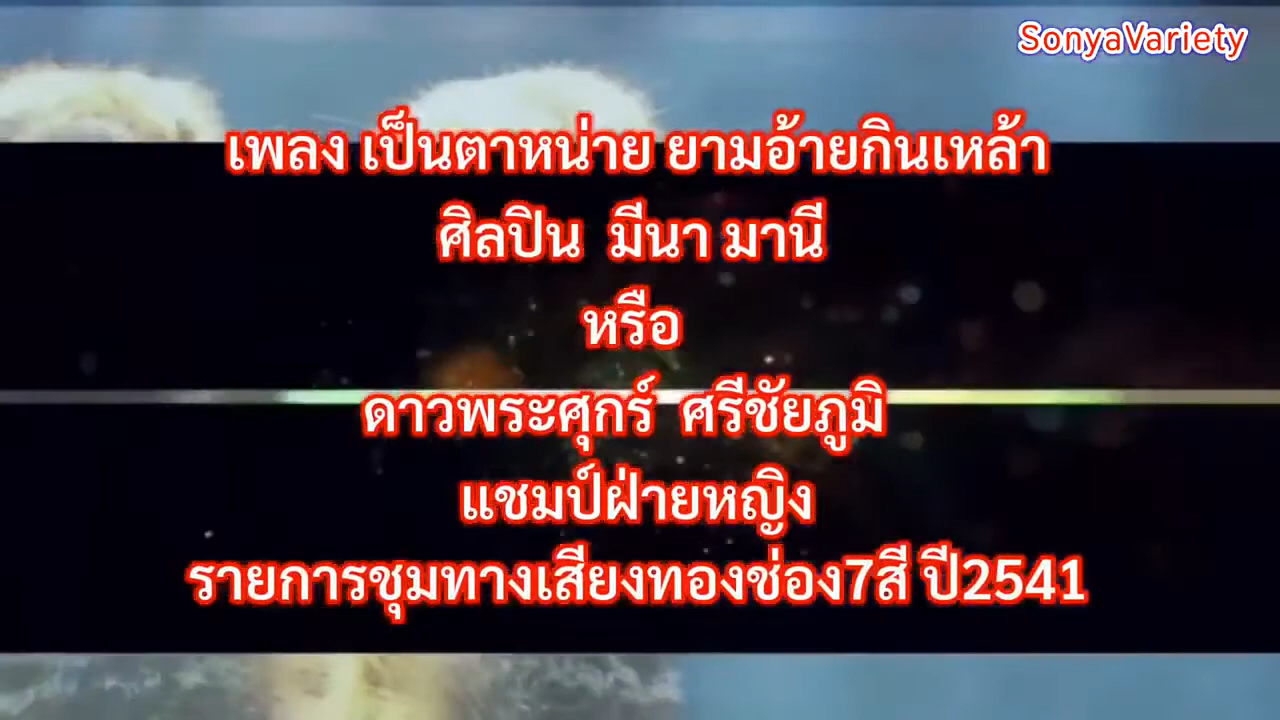 SonyaVariety
เพลง เป็นตาหน่าย ยามอ้ายกินเหล้า
ศิลปิน มีนา มานี
หรือ
ดาวพระศุกร์ ศรีชัยภูมิ
แชมป์ฝ่ายหญิง
รายการชุมทางเสียงทองช่อง7สี ปี2541